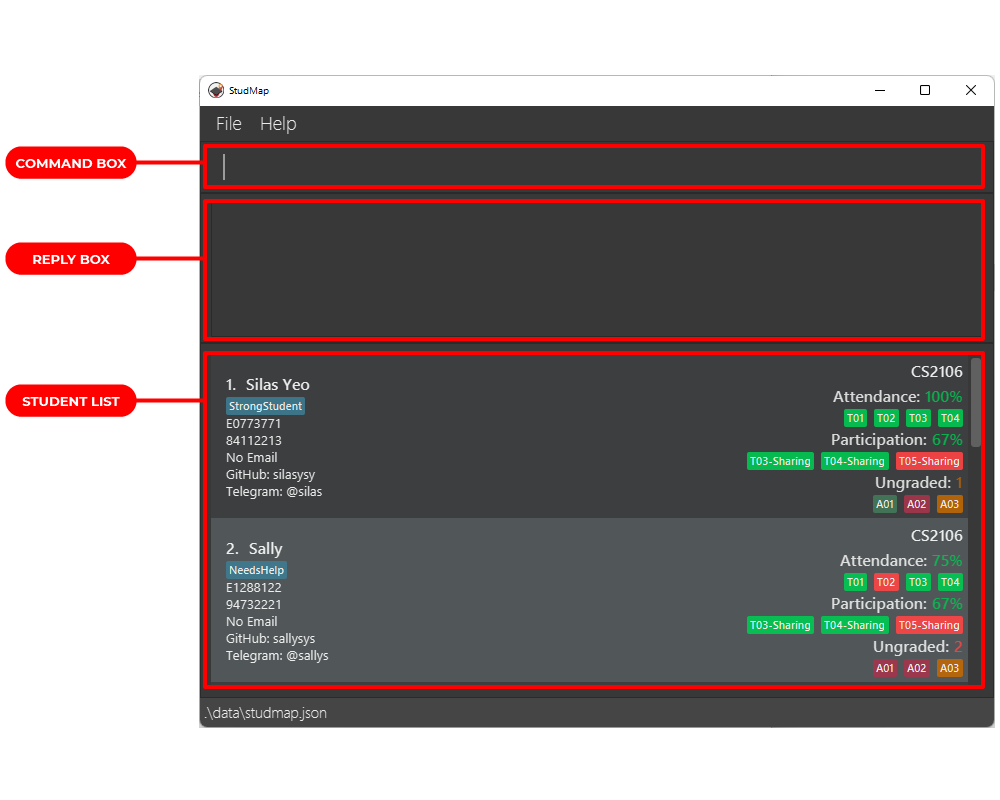 StudMap
File Help
COMMAND BOX
REPLY BOX
STUDENT LIST
1. Silas Yeo
StrongStudent
E0773771
84112213
No Email
GitHub: silasysy
Telegram: @silas
CS2106
Attendance: 100%
T01 T02 T03 T04
Participation: 67%
T03-Sharing T04-Sharing T05-Sharing
Ungraded: 1
A01 A02 A03
2. Sally
NeedsHelp
E1288122
94732221
No Email
GitHub: sallysys
Telegram: @sallys
CS2106
Attendance: 75%
T01 T02 T03 T04
Participation: 67%
T03-Sharing T04-Sharing T05-Sharing
Ungraded: 2
A01 A02 A03
.\data\studmap.json